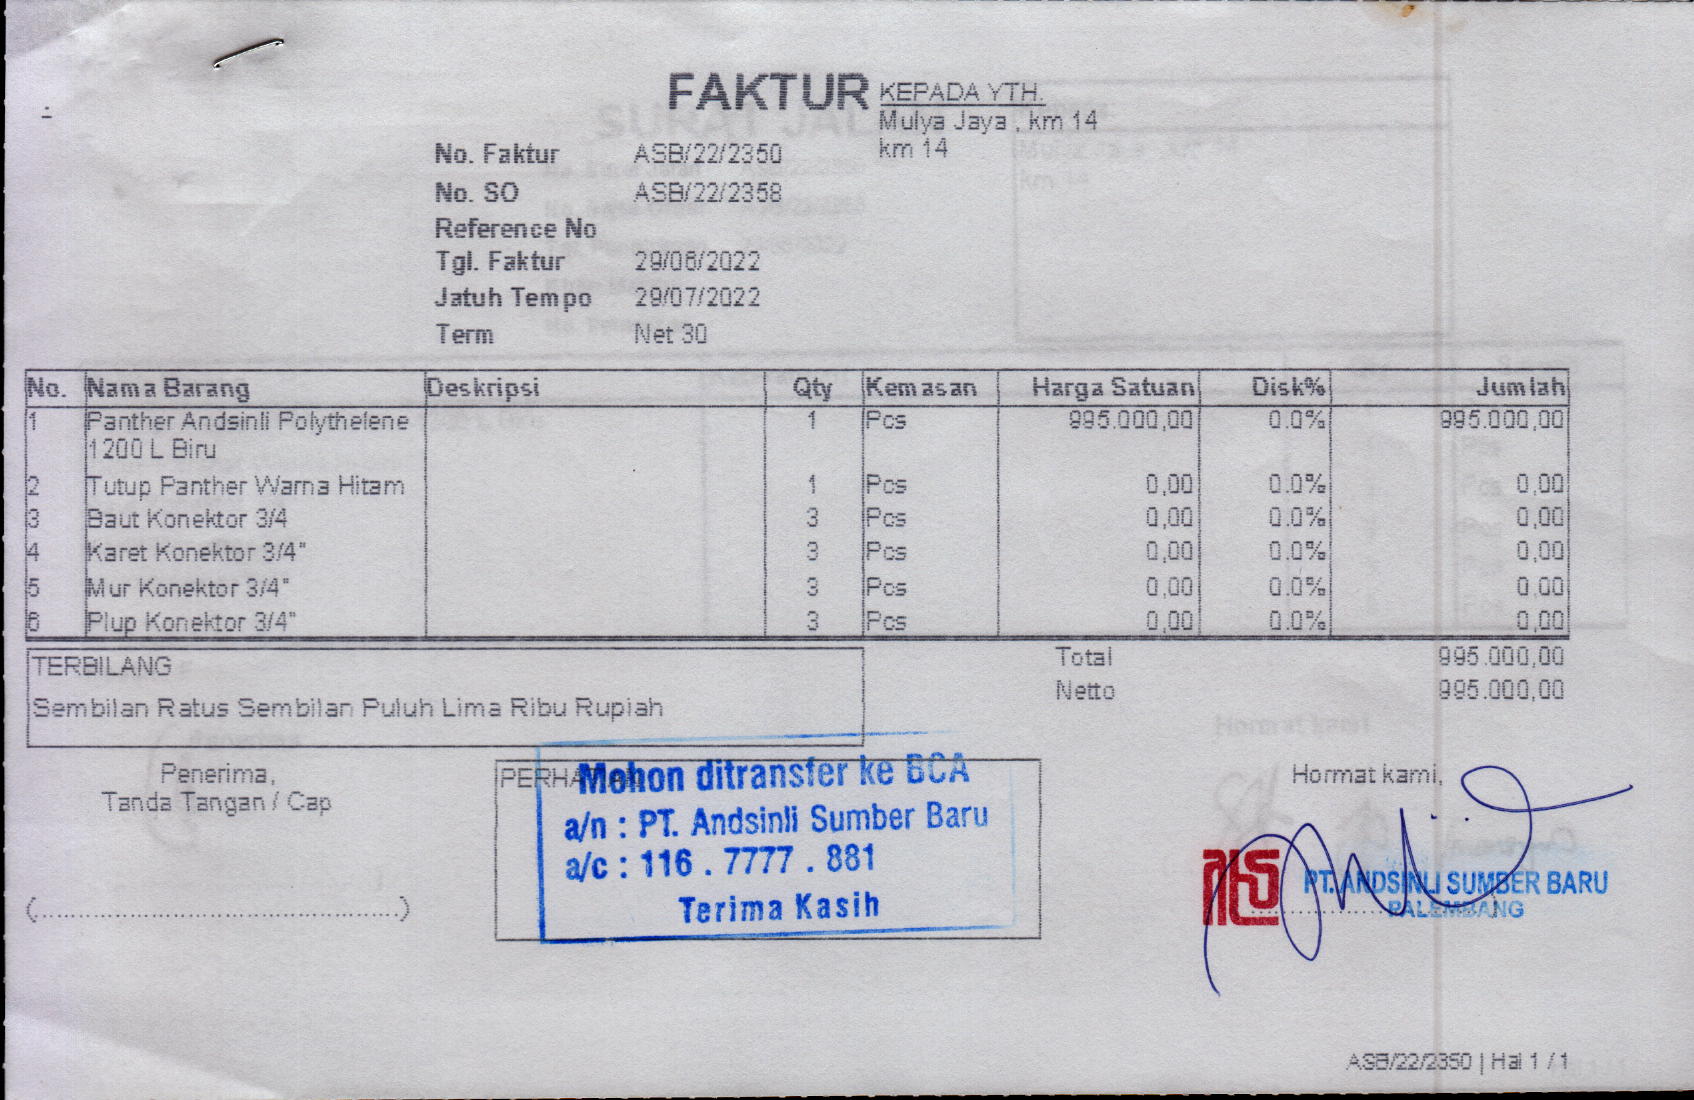 FAKTUR
KEPADA YTH.
Mulya Jaya , km 14
km 14
No. Faktur ASB/22/2350
No. SO ASB/22/2358
Reference No
Tgl. Faktur 29/06/2022
Jatuh Tempo 29/07/2022
Term Net 30
No. Nama Barang Deskripsi Qty Kemasan Harga Satuan Disk% Jumlah
1 Panther Andsinli Polythelene 1 Pcs 995.000,00 0.0% 995.000,00
1200 L Biru
2 Tutup Panther Warna Hitam 1 Pcs 0,00 0.0% 0,00
3 Baut Konektor 3/4 3 Pcs 0,00 0.0% 0,00
4 Karet Konektor 3/4" 3 Pcs 0,00 0.0% 0,00
5 Mur Konektor 3/4" 3 Pcs 0,00 0.0% 0,00
6 Plup Konektor 3/4" 3 Pcs 0,00 0.0% 0,00
TERBILANG
Sembilan Ratus Sembilan Puluh Lima Ribu Rupiah
Total 995.000,00
Netto 995.000,00
Penerima,
Tanda Tangan / Cap
(..........................................)
Mohon ditransfer ke BCA
a/n : PT. Andsinli Sumber Baru
a/c : 116 . 7777 . 881
Terima Kasih
Hormat kami,
PT. ANDSINLI SUMBER BARU
PALEMBANG
ASB/22/2350 | Hal 1 / 1